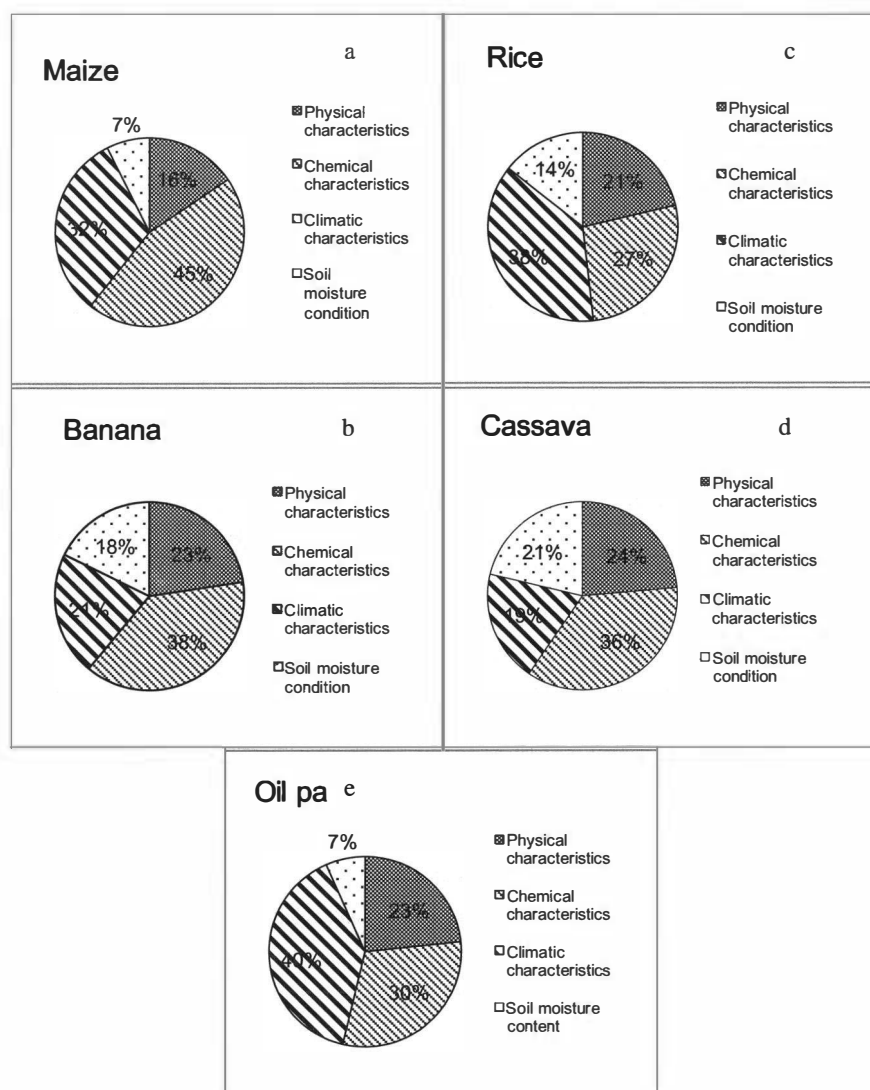 Maize
a
7%
16%
32%
45%
Physical
characteristics
Chemical
characteristics
Climatic
characteristics
Soil
moisture
condition
Rice
c
14%
21%
38%
27%
Physical
characteristics
Chemical
characteristics
Climatic
characteristics
Soil moisture
condition
Banana
b
18%
23%
21%
38%
Physical
characteristics
Chemical
characteristics
Climatic
characteristics
Soil moisture
condition
Cassava
d
21%
24%
19%
36%
Physical
characteristics
Chemical
characteristics
Climatic
characteristics
Soil moisture
condition
Oil pa e
7%
23%
40%
30%
Physical
characteristics
Chemical
characteristics
Climatic
characteristics
Soil moisture
content